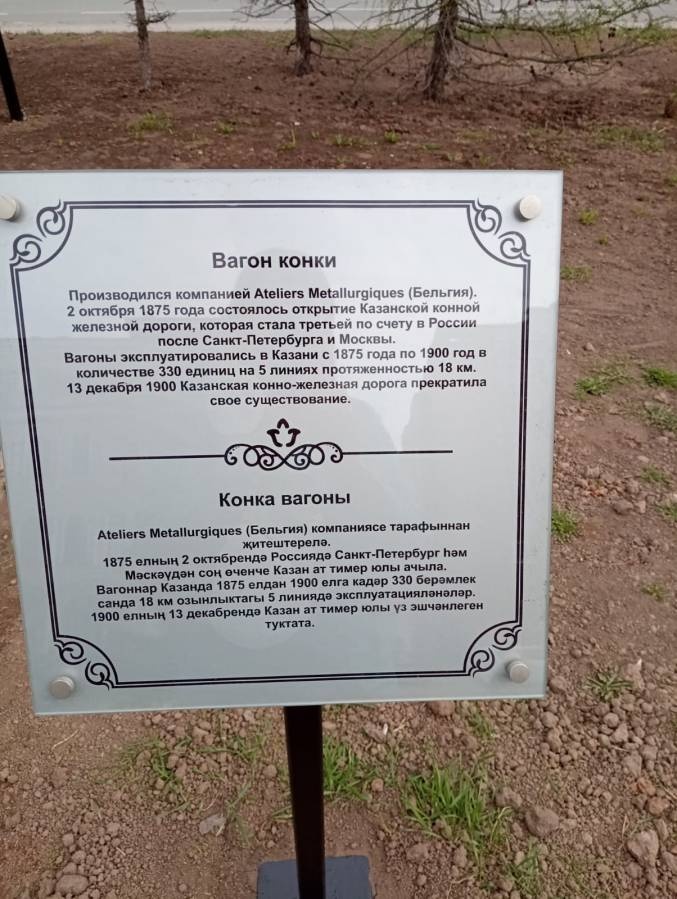 Вагон конки
Производился компанией Ateliers Metallurgiques (Бельгия).
2 октября 1875 года состоялось открытие Казанской конной
железной дороги, которая стала третьей по счету в России
после Санкт-Петербурга и Москвы.
Вагоны эксплуатировались в Казани с 1875 года по 1900 год в
количестве 330 единиц на 5 линиях протяженностью 18 км.
13 декабря 1900 Казанская конно-железная дорога прекратила
свое существование.
Конка вагоны
Ateliers Metallurgiques (Бельгия) компаниясе тарафыннан
җитештерелә.
1875 елның 2 октябрендә Россиядә Санкт-Петербург һәм
Мәскәүдән соң өченче Казан ат тимер юлы ачыла.
Вагоннар Казанда 1875 елдан 1900 елга кадәр 330 берәмлек
санда 18 км озынлыктагы 5 линиядә эксплуатацияләнәләр.
1900 елның 13 декабрендә Казан ат тимер юлы үз эшчәнлеген
туктата.